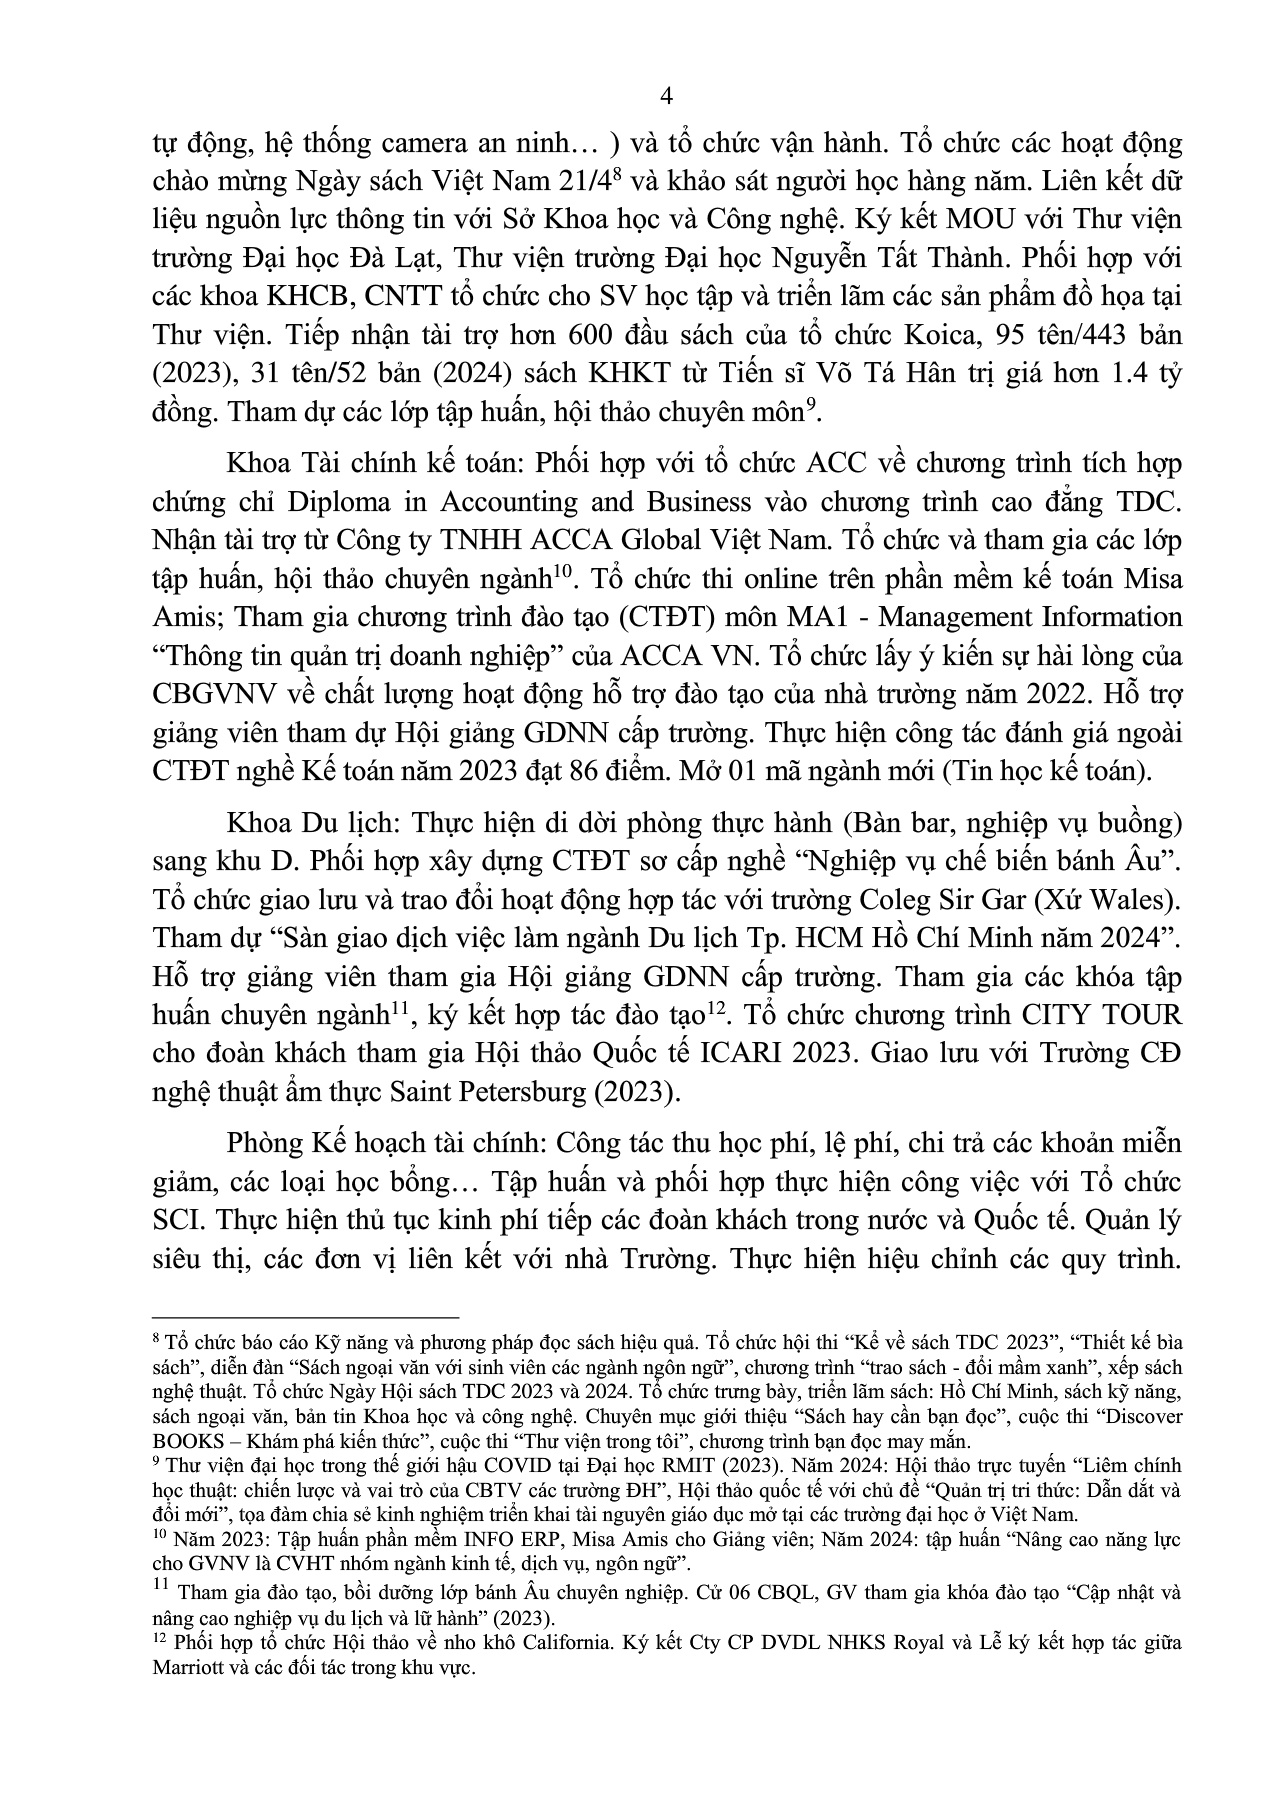 4
tự động, hệ thống camera an ninh… ) và tổ chức vận hành. Tổ chức các hoạt động
chào mừng Ngày sách Việt Nam 21/4⁸ và khảo sát người học hàng năm. Liên kết dữ
liệu nguồn lực thông tin với Sở Khoa học và Công nghệ. Ký kết MOU với Thư viện
trường Đại học Đà Lạt, Thư viện trường Đại học Nguyễn Tất Thành. Phối hợp với
các khoa KHCB, CNTT tổ chức cho SV học tập và triển lãm các sản phẩm đồ họa tại
Thư viện. Tiếp nhận tài trợ hơn 600 đầu sách của tổ chức Koica, 95 tên/443 bản
(2023), 31 tên/52 bản (2024) sách KHKT từ Tiến sĩ Võ Tá Hân trị giá hơn 1.4 tỷ
đồng. Tham dự các lớp tập huấn, hội thảo chuyên môn⁹.
Khoa Tài chính kế toán: Phối hợp với tổ chức ACC về chương trình tích hợp
chứng chỉ Diploma in Accounting and Business vào chương trình cao đẳng TDC.
Nhận tài trợ từ Công ty TNHH ACCA Global Việt Nam. Tổ chức và tham gia các lớp
tập huấn, hội thảo chuyên ngành¹⁰. Tổ chức thi online trên phần mềm kế toán Misa
Amis; Tham gia chương trình đào tạo (CTĐT) môn MA1 - Management Information
“Thông tin quản trị doanh nghiệp” của ACCA VN. Tổ chức lấy ý kiến sự hài lòng của
CBGVNV về chất lượng hoạt động hỗ trợ đào tạo của nhà trường năm 2022. Hỗ trợ
giảng viên tham dự Hội giảng GDNN cấp trường. Thực hiện công tác đánh giá ngoài
CTĐT nghề Kế toán năm 2023 đạt 86 điểm. Mở 01 mã ngành mới (Tin học kế toán).
Khoa Du lịch: Thực hiện di dời phòng thực hành (Bàn bar, nghiệp vụ buồng)
sang khu D. Phối hợp xây dựng CTĐT sơ cấp nghề “Nghiệp vụ chế biến bánh Âu”.
Tổ chức giao lưu và trao đổi hoạt động hợp tác với trường Coleg Sir Gar (Xứ Wales).
Tham dự “Sàn giao dịch việc làm ngành Du lịch Tp. HCM Hồ Chí Minh năm 2024”.
Hỗ trợ giảng viên tham gia Hội giảng GDNN cấp trường. Tham gia các khóa tập
huấn chuyên ngành¹¹, ký kết hợp tác đào tạo¹². Tổ chức chương trình CITY TOUR
cho đoàn khách tham gia Hội thảo Quốc tế ICARI 2023. Giao lưu với Trường CĐ
nghệ thuật ẩm thực Saint Petersburg (2023).
Phòng Kế hoạch tài chính: Công tác thu học phí, lệ phí, chi trả các khoản miễn
giảm, các loại học bổng… Tập huấn và phối hợp thực hiện công việc với Tổ chức
SCI. Thực hiện thủ tục kinh phí tiếp các đoàn khách trong nước và Quốc tế. Quản lý
siêu thị, các đơn vị liên kết với nhà Trường. Thực hiện hiệu chỉnh các quy trình.
⁸ Tổ chức báo cáo Kỹ năng và phương pháp đọc sách hiệu quả. Tổ chức hội thi “Kể về sách TDC 2023”, “Thiết kế bìa
sách”, diễn đàn “Sách ngoại văn với sinh viên các ngành ngôn ngữ”, chương trình “trao sách - đổi mầm xanh”, xếp sách
nghệ thuật. Tổ chức Ngày Hội sách TDC 2023 và 2024. Tổ chức trưng bày, triển lãm sách: Hồ Chí Minh, sách kỹ năng,
sách ngoại văn, bản tin Khoa học và công nghệ. Chuyên mục giới thiệu “Sách hay cần bạn đọc”, cuộc thi “Discover
BOOKS – Khám phá kiến thức”, cuộc thi “Thư viện trong tôi”, chương trình bạn đọc may mắn.
⁹ Thư viện đại học trong thế giới hậu COVID tại Đại học RMIT (2023). Năm 2024: Hội thảo trực tuyến “Liêm chính
học thuật: chiến lược và vai trò của CBTV các trường ĐH”, Hội thảo quốc tế với chủ đề “Quản trị tri thức: Dẫn dắt và
đổi mới”, tọa đàm chia sẻ kinh nghiệm triển khai tài nguyên giáo dục mở tại các trường đại học ở Việt Nam.
¹⁰ Năm 2023: Tập huấn phần mềm INFO ERP, Misa Amis cho Giảng viên; Năm 2024: tập huấn “Nâng cao năng lực
cho GVNV là CVHT nhóm ngành kinh tế, dịch vụ, ngôn ngữ”.
¹¹ Tham gia đào tạo, bồi dưỡng lớp bánh Âu chuyên nghiệp. Cử 06 CBQL, GV tham gia khóa đào tạo “Cập nhật và
nâng cao nghiệp vụ du lịch và lữ hành” (2023).
¹² Phối hợp tổ chức Hội thảo về nho khô California. Ký kết Cty CP DVDL NHKS Royal và Lễ ký kết hợp tác giữa
Marriott và các đối tác trong khu vực.